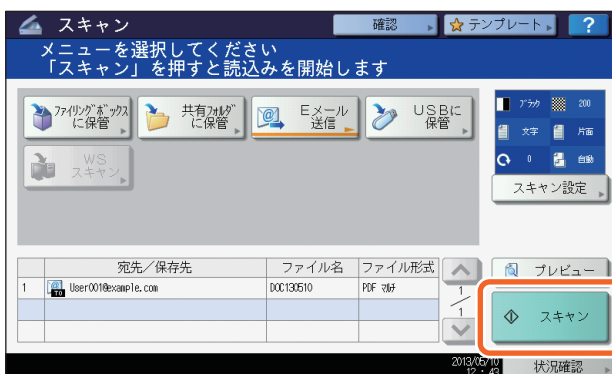 スキャン
確認
テンプレート
?
メニューを選択してください
「スキャン」を押すと読込みを開始します
ファイリングボックス
に保管
共有フォルダ
に保管
Eメール
送信
USBに
保管
WS
スキャン
ブラック
200
文字
片面
0
自動
スキャン設定
宛先／保存先
ファイル名
ファイル形式
1
TO
User001@example.com
DOC130510
PDF マルチ
1
1
プレビュー
スキャン
2013/05/10
12:43
状況確認